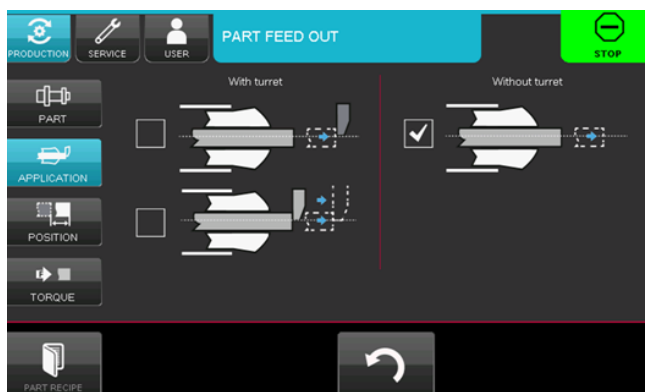 PRODUCTION
SERVICE
USER
PART FEED OUT
STOP
PART
APPLICATION
POSITION
TORQUE
With turret
Without turret
PART RECIPE